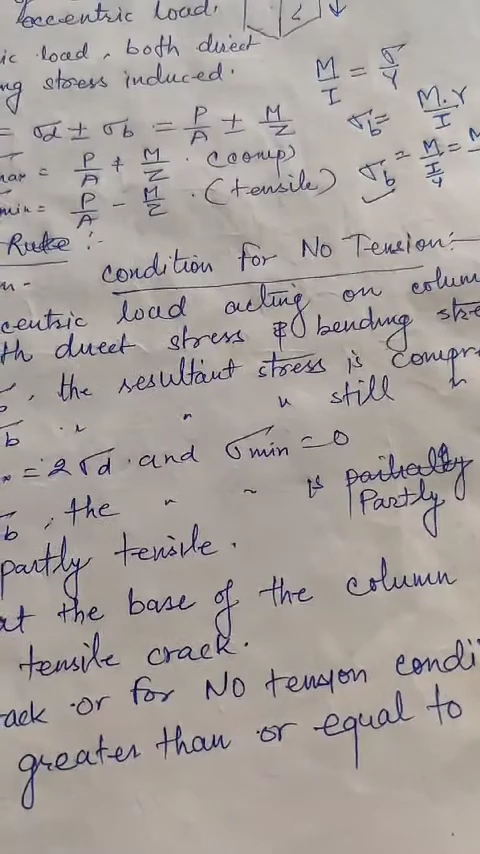 eccentric load.
ic load, both direct
ng stress induced.
M/I = σ/Y
= σd ± σb = P/A ± M/Z
σb = M.Y/I
max = P/A + M/Z . (comp)
σb = M/(I/Y) = M
min = P/A - M/Z . (tensile)
Rule :-
condition for No Tension:-
n-
centric load acting on colum
th direct stress & bending stre
b, the resultant stress is compr
b " " " still "
= 2σd and σmin = 0
b, the " " is partially
Partly
partly tensile.
at the base of the column
tensile crack.
ack or for No tension condi
greater than or equal to